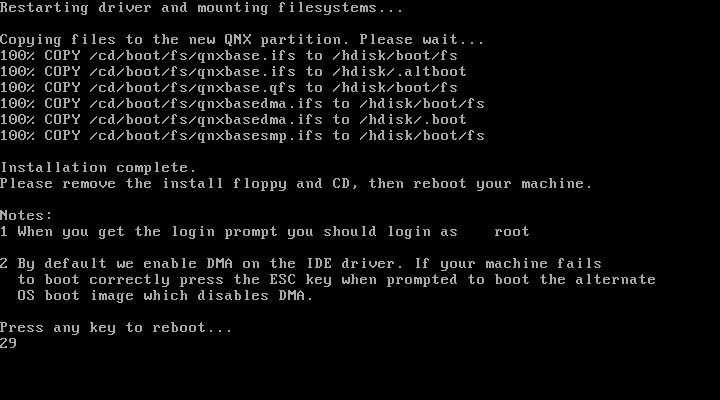 Restarting driver and mounting filesystems...
Copying files to the new QNX partition. Please wait...
100% COPY /cd/boot/fs/qnxbase.ifs to /hdisk/boot/fs
100% COPY /cd/boot/fs/qnxbase.ifs to /hdisk/.altboot
100% COPY /cd/boot/fs/qnxbase.qfs to /hdisk/boot/fs
100% COPY /cd/boot/fs/qnxbasedma.ifs to /hdisk/boot/fs
100% COPY /cd/boot/fs/qnxbasedma.ifs to /hdisk/.boot
100% COPY /cd/boot/fs/qnxbasesmp.ifs to /hdisk/boot/fs
Installation complete.
Please remove the install floppy and CD, then reboot your machine.
Notes:
1 When you get the login prompt you should login as    root
2 By default we enable DMA on the IDE driver. If your machine fails
  to boot correctly press the ESC key when prompted to boot the alternate
  OS boot image which disables DMA.
Press any key to reboot...
29